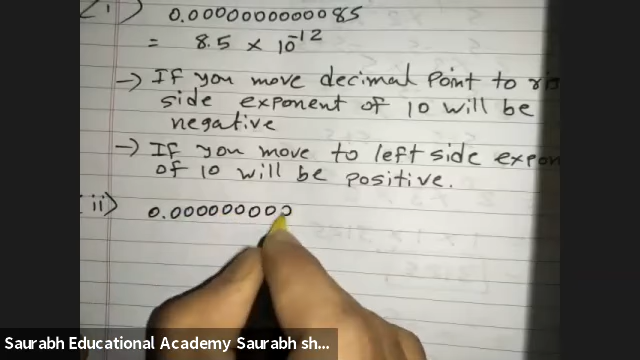 (i) 0.0000000000085
= 8.5 × 10⁻¹²
→ If you move decimal point to
side exponent of 10 will be
negative
→ If you move to left side
of 10 will be positive.
ii) 0.000000000
Saurabh Educational Academy Saurabh sh...